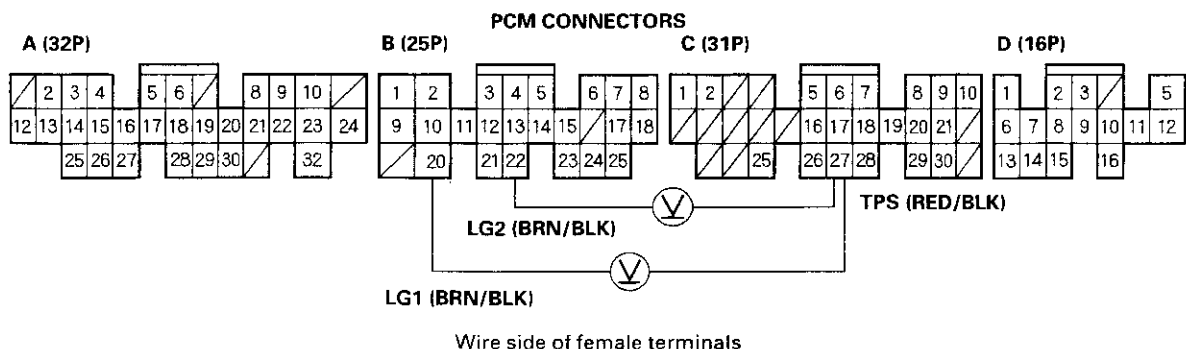 PCM CONNECTORS
A (32P) B (25P) C (31P) D (16P)
2 3 4 5 6 8 9 10 1 2 3 4 5 6 7 8 1 2 5 6 7 8 9 10 1 2 3 5
12 13 14 15 16 17 18 19 20 21 22 23 24 9 10 11 12 13 14 15 17 18 16 17 18 19 20 21 6 7 8 9 10 11 12
25 26 27 28 29 30 32 20 21 22 23 24 25 25 26 27 28 29 30 13 14 15 16
TPS (RED/BLK)
LG2 (BRN/BLK)
V
V
LG1 (BRN/BLK)
Wire side of female terminals